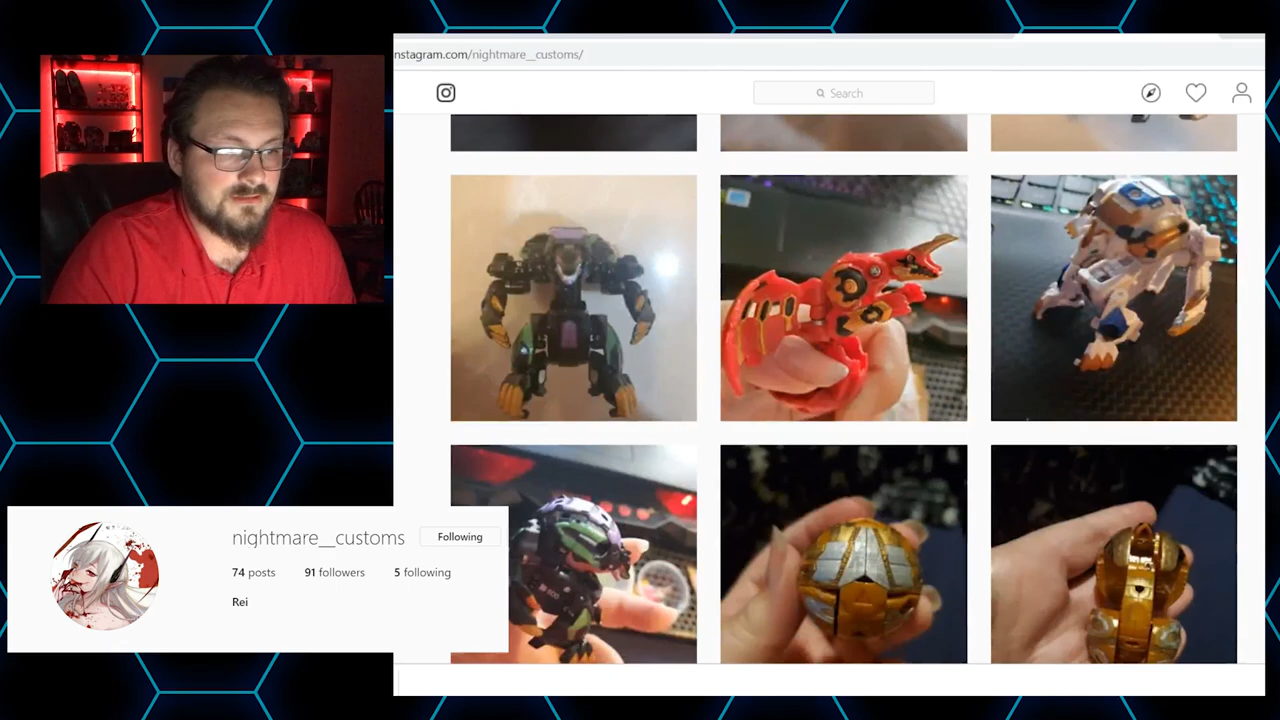 nstagram.com/nightmare__customs/
Search
nightmare__customs
Following
74 posts
91 followers
5 following
Rei